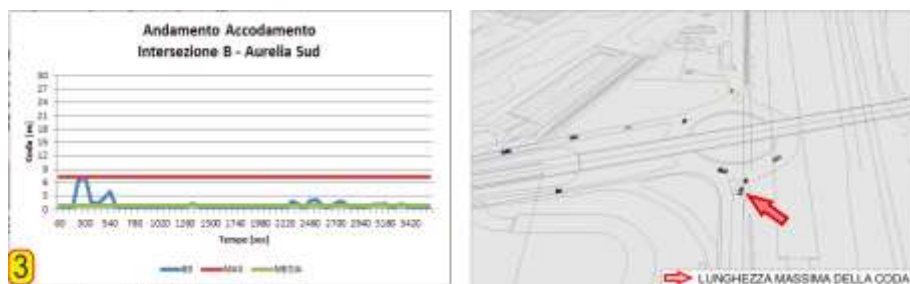 Andamento Accodamento
Intersezione B - Aurelia Sud
Coda [m]
30
27
24
21
18
15
12
9
6
3
0
60 300 540 780 1020 1260 1500 1740 1980 2220 2460 2700 2940 3180 3420
Tempo [sec]
B3 MAX MEDIA
3
LUNGHEZZA MASSIMA DELLA CODA